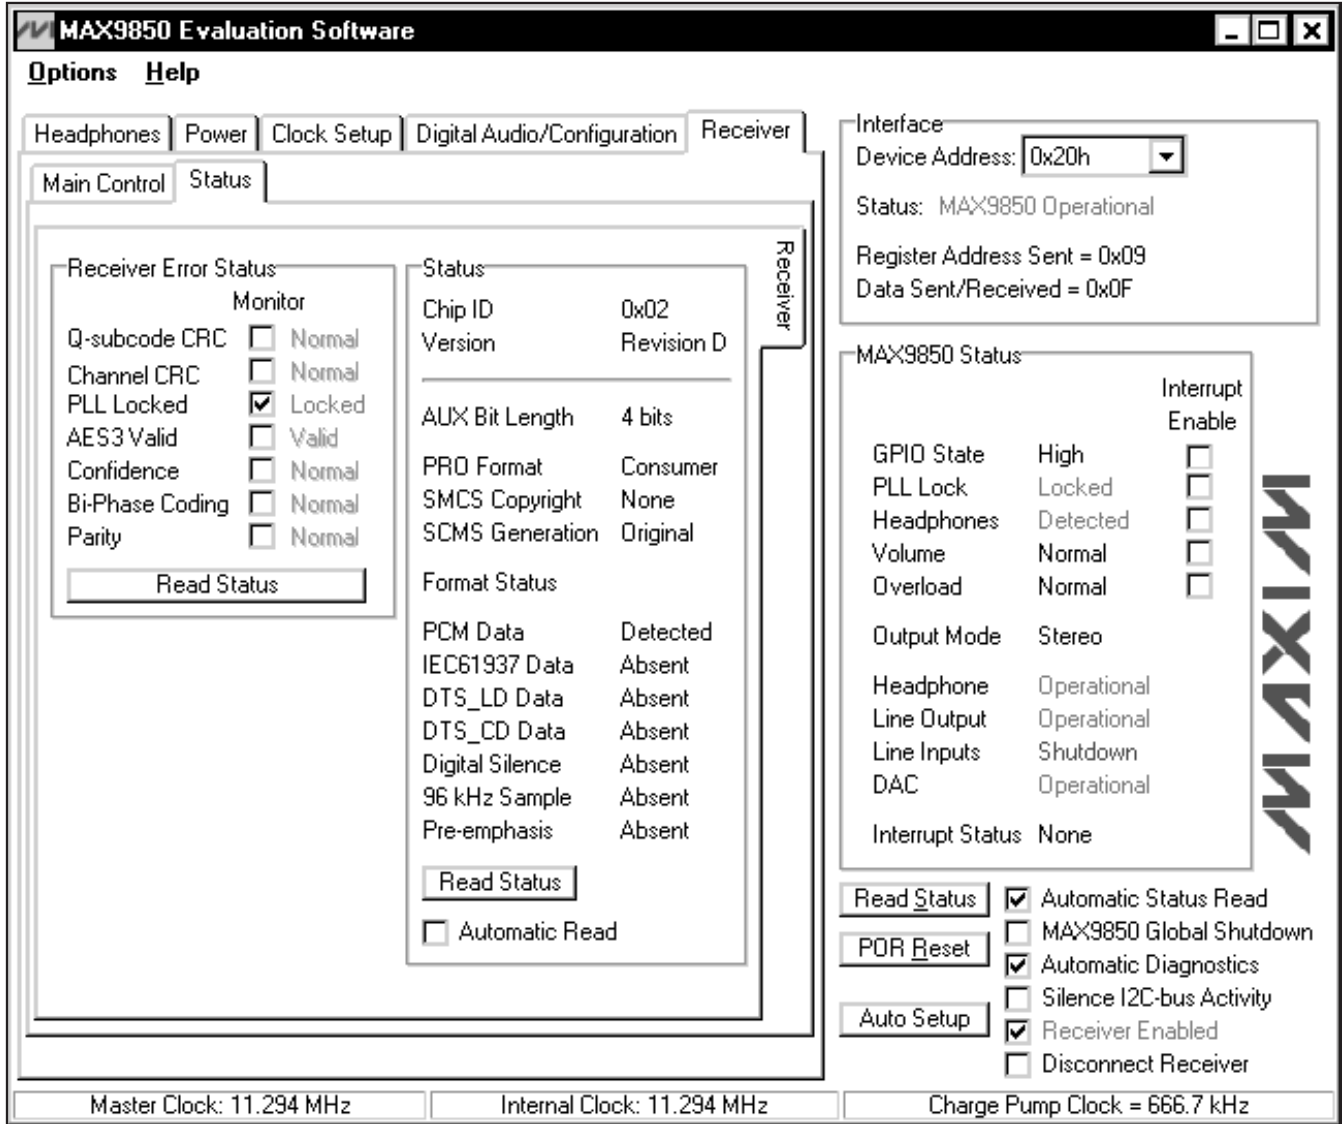 MAX9850 Evaluation Software
Options Help
Headphones Power Clock Setup Digital Audio/Configuration Receiver
Main Control Status
Receiver
Receiver Error Status
Monitor
Q-subcode CRC Normal
Channel CRC Normal
PLL Locked Locked
AES3 Valid Valid
Confidence Normal
Bi-Phase Coding Normal
Parity Normal
Read Status
Status
Chip ID 0x02
Version Revision D
AUX Bit Length 4 bits
PRO Format Consumer
SMCS Copyright None
SCMS Generation Original
Format Status
PCM Data Detected
IEC61937 Data Absent
DTS_LD Data Absent
DTS_CD Data Absent
Digital Silence Absent
96 kHz Sample Absent
Pre-emphasis Absent
Read Status
Automatic Read
Interface
Device Address: 0x20h
Status: MAX9850 Operational
Register Address Sent = 0x09
Data Sent/Received = 0x0F
MAX9850 Status
Interrupt
Enable
GPIO State High
PLL Lock Locked
Headphones Detected
Volume Normal
Overload Normal
Output Mode Stereo
Headphone Operational
Line Output Operational
Line Inputs Shutdown
DAC Operational
Interrupt Status None
MAXIM
Read Status Automatic Status Read
MAX9850 Global Shutdown
POR Reset
Automatic Diagnostics
Silence I2C-bus Activity
Auto Setup
Receiver Enabled
Disconnect Receiver
Master Clock: 11.294 MHz Internal Clock: 11.294 MHz Charge Pump Clock = 666.7 kHz